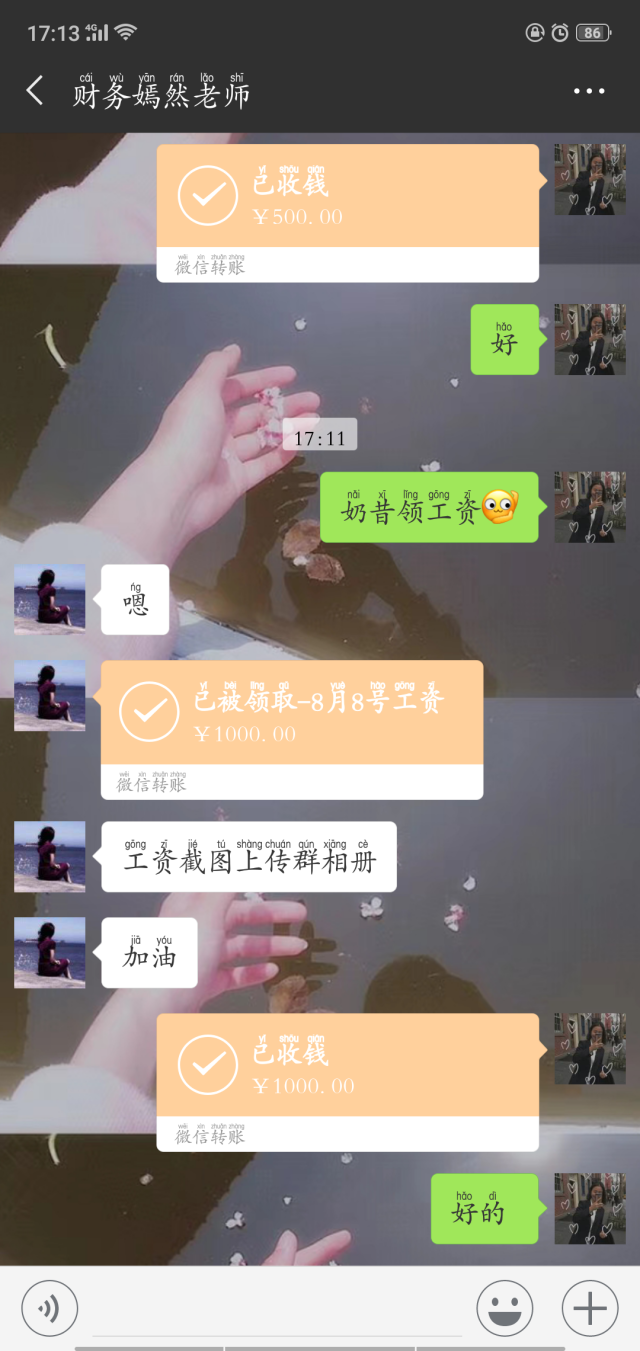 17:13 4G 86
cái wù yān rán lǎo shī
财务嫣然老师
yǐ shōu qián
已收钱
￥500.00
wēi xìn zhuǎn zhàng
微信转账
hǎo
好
17:11
nǎi xī lǐng gōng zī
奶昔领工资
ńg
嗯
yǐ bèi lǐng qǔ yuè hào gōng zī
已被领取-8月8号工资
￥1000.00
wēi xìn zhuǎn zhàng
微信转账
gōng zī jié tú shàng chuán qún xiāng cè
工资截图上传群相册
jiā yóu
加油
yǐ shōu qián
已收钱
￥1000.00
wēi xìn zhuǎn zhàng
微信转账
hǎo dì
好的